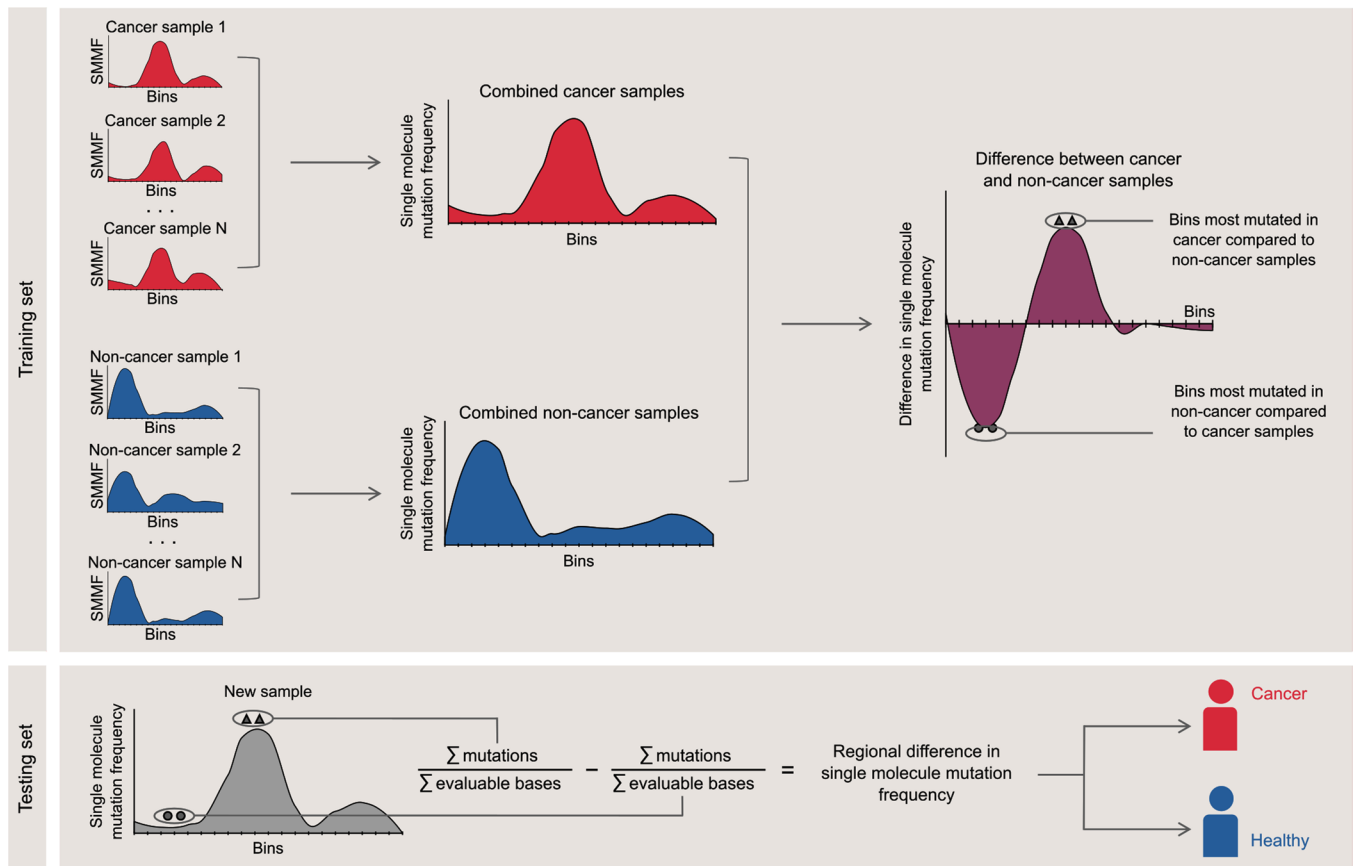 Training set
Cancer sample 1
SMMF
Bins
Cancer sample 2
SMMF
Bins
. . .
Cancer sample N
SMMF
Bins
Non-cancer sample 1
SMMF
Bins
Non-cancer sample 2
SMMF
Bins
. . .
Non-cancer sample N
SMMF
Bins
Combined cancer samples
Single molecule
mutation frequency
Bins
Combined non-cancer samples
Single molecule
mutation frequency
Bins
Difference between cancer
and non-cancer samples
Difference in single molecule
mutation frequency
Bins
Bins most mutated in
cancer compared to
non-cancer samples
Bins most mutated in
non-cancer compared
to cancer samples
Testing set
New sample
Single molecule
mutation frequency
Bins
∑ mutations
∑ evaluable bases
−
∑ mutations
∑ evaluable bases
=
Regional difference in
single molecule mutation
frequency
Cancer
Healthy